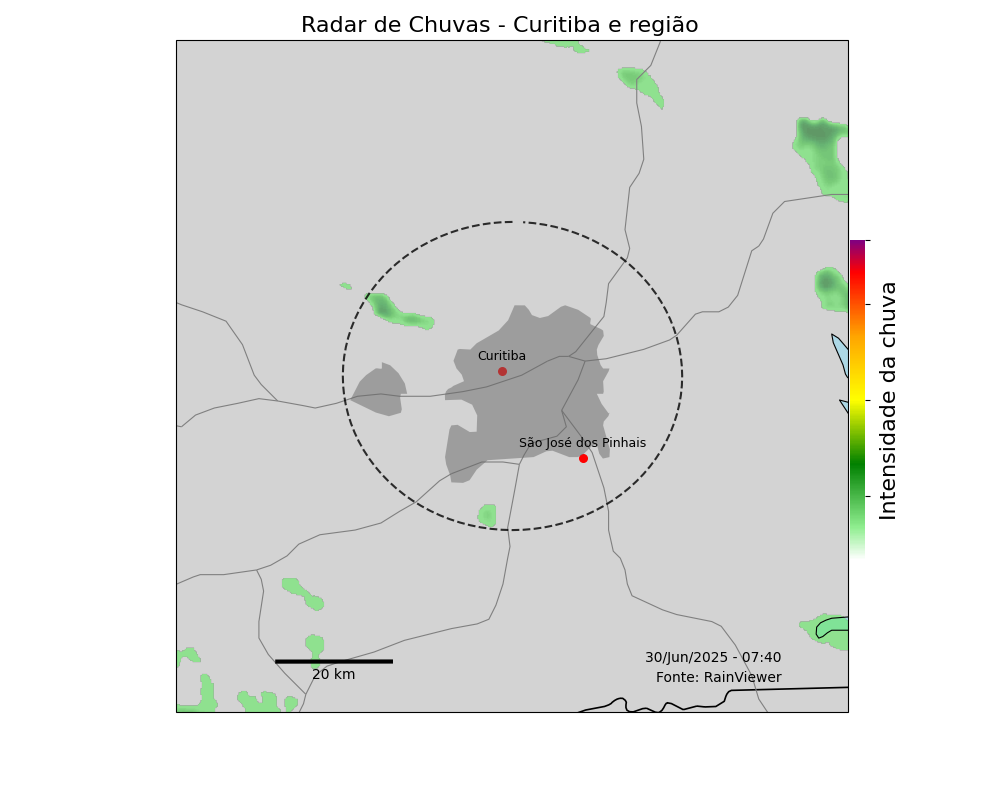 Radar de Chuvas - Curitiba e região
Curitiba
São José dos Pinhais
Intensidade da chuva
30/Jun/2025 - 07:40
Fonte: RainViewer
20 km